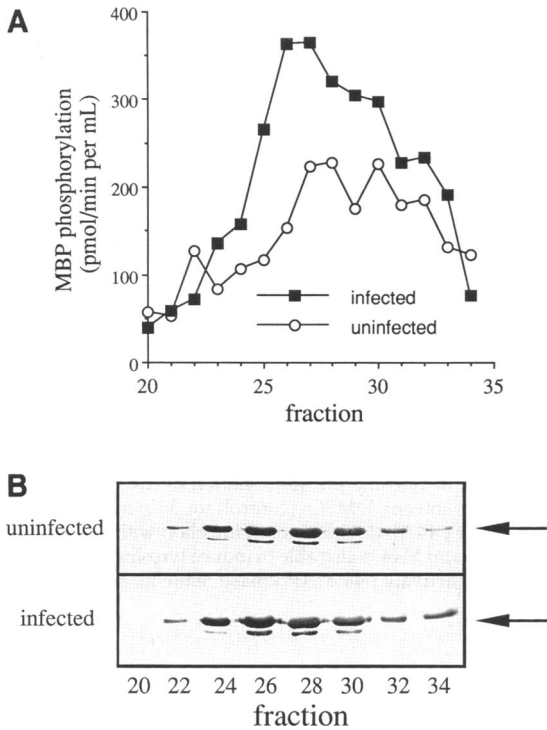 A
MBP phosphorylation
(pmol/min per mL)
400
300
200
100
0
infected
uninfected
20 25 30 35
fraction
B
uninfected
infected
20 22 24 26 28 30 32 34
fraction